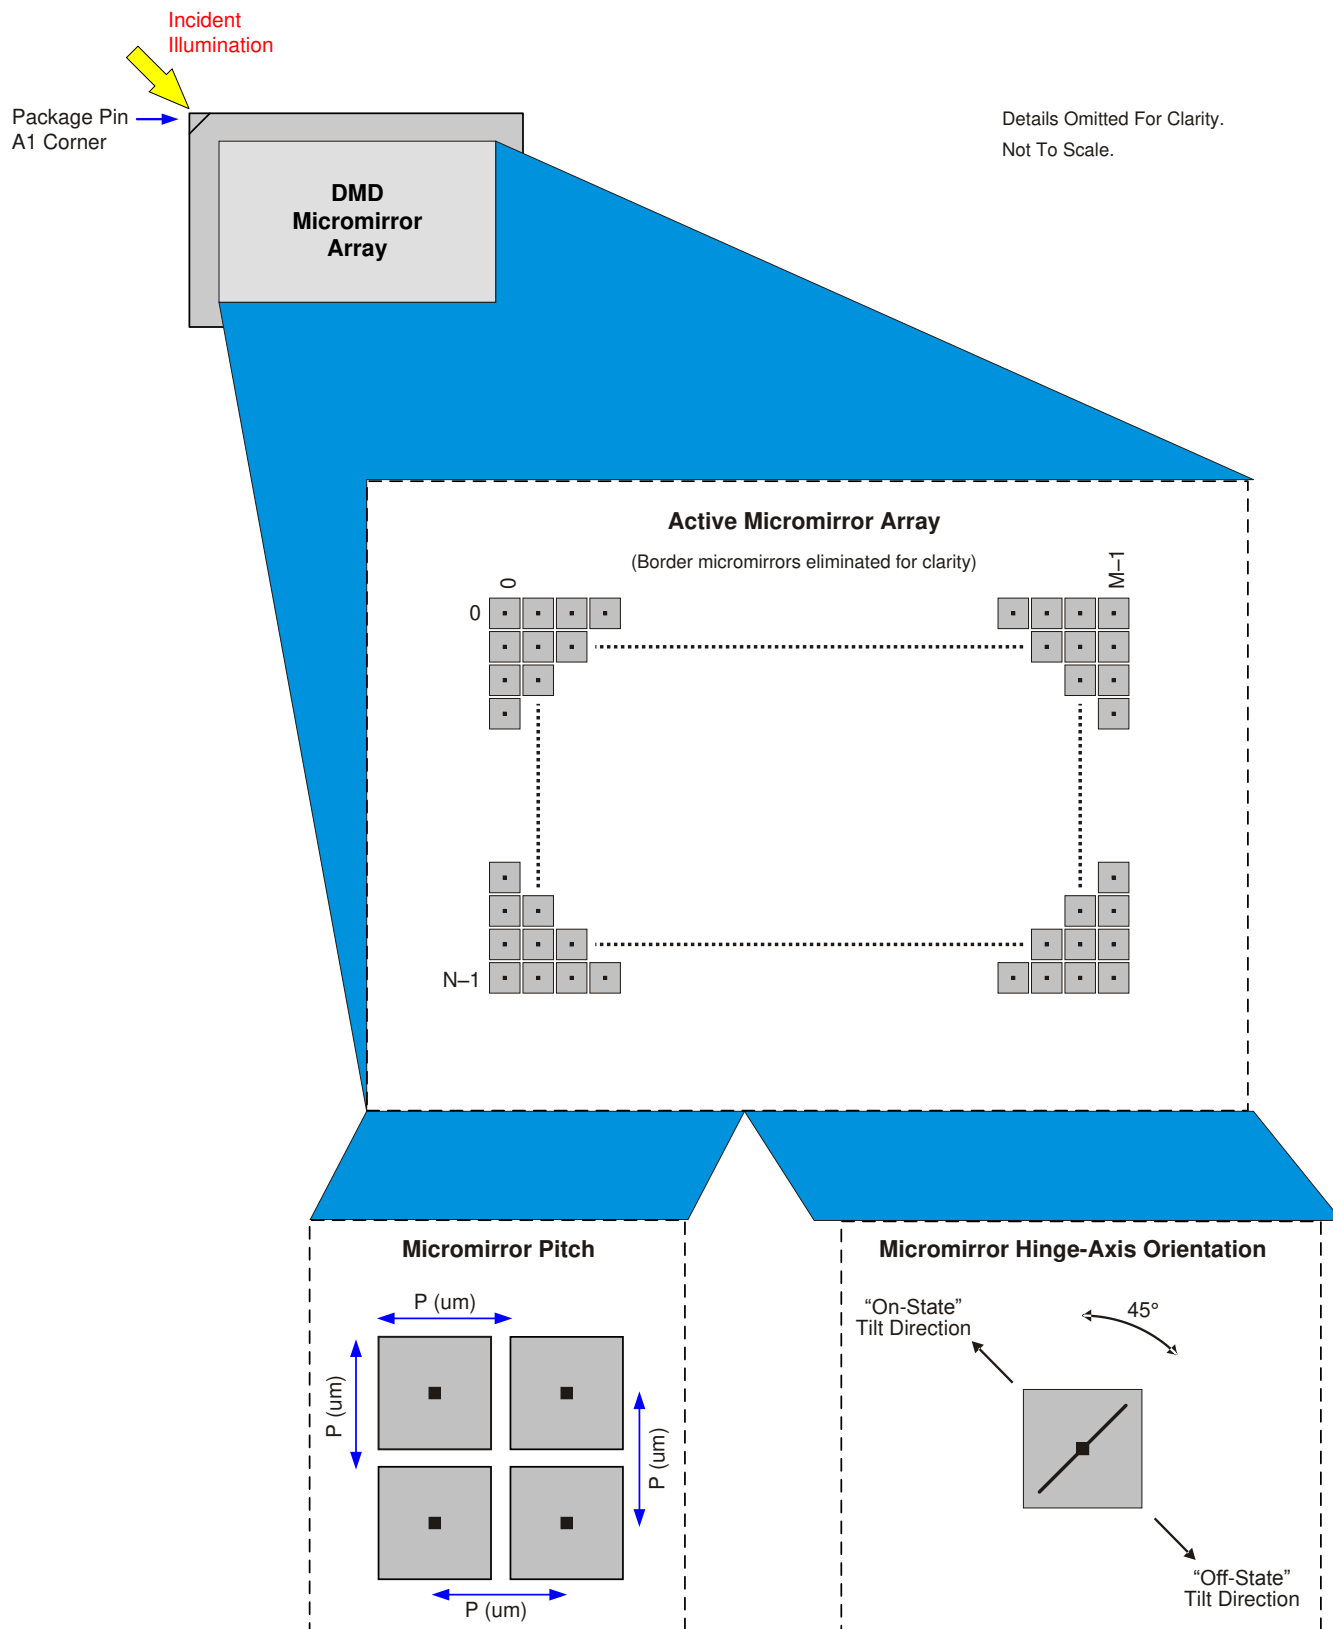 Incident
Illumination
Package Pin
A1 Corner
Details Omitted For Clarity.
Not To Scale.
DMD
Micromirror
Array
Active Micromirror Array
(Border micromirrors eliminated for clarity)
0
M–1
0
N–1
Micromirror Pitch
P (um)
P (um)
P (um)
P (um)
Micromirror Hinge-Axis Orientation
“On-State”
Tilt Direction
45°
“Off-State”
Tilt Direction